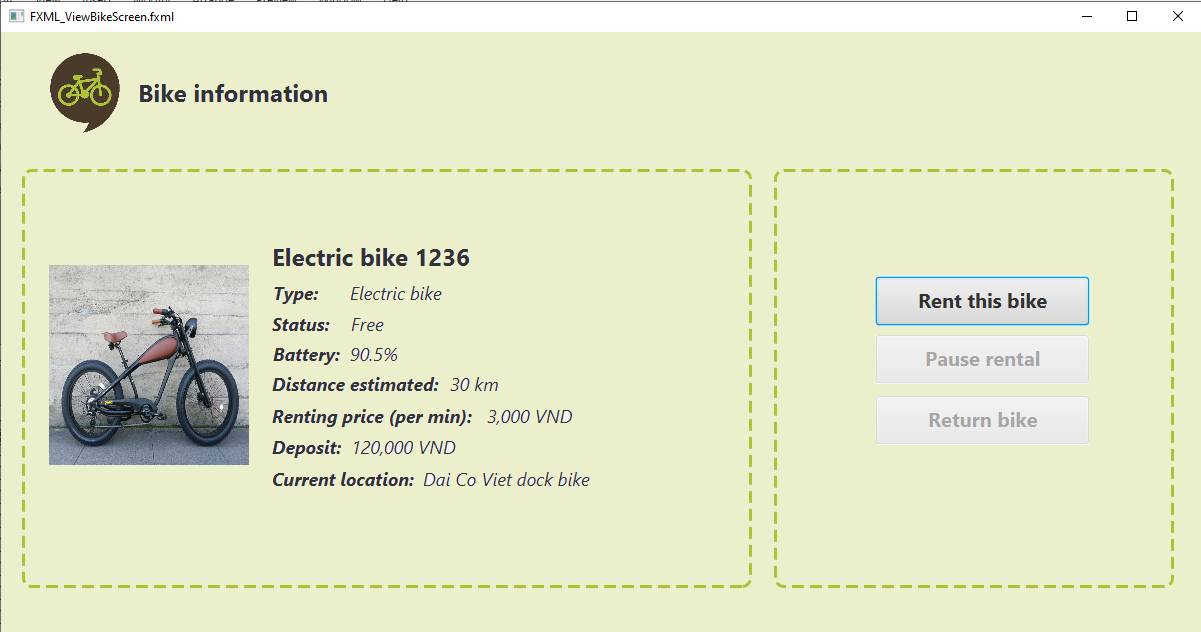 FXML_ViewBikeScreen.fxml
Bike information
Electric bike 1236
Type: Electric bike
Status: Free
Battery: 90.5%
Distance estimated: 30 km
Renting price (per min): 3,000 VND
Deposit: 120,000 VND
Current location: Dai Co Viet dock bike
Rent this bike
Pause rental
Return bike